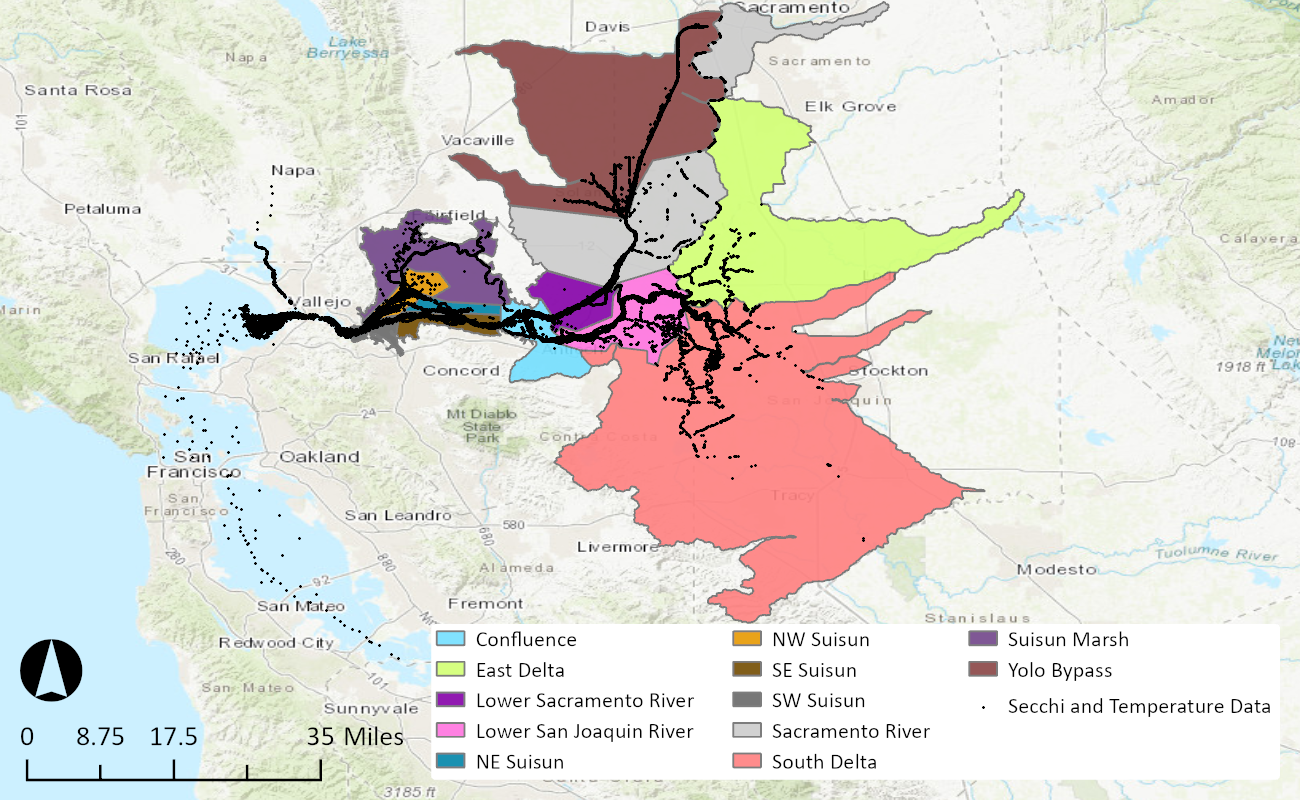 Sacramento
Davis
Lake
Berryessa
Napa
Sacramento
Santa Rosa
Amador
Elk Grove
101
Vacaville
Napa
Petaluma
Calaveras
12
37
Vallejo
Marin
San Rafael
Concord
Stockton
1918 ft
San Joaquin
24
Mt Diablo
State
Park
Contra Costa
108
San
Francisco
Oakland
San
Francisco
Tracy
San Leandro
580
680
Livermore
280
880
Tuolumne River
Alameda
Modesto
92
San Mateo
Fremont
Stanislaus
Redwood City
101
San Mateo
Sunnyvale
3185 ft
0 8.75 17.5 35 Miles
Confluence
East Delta
Lower Sacramento River
Lower San Joaquin River
NE Suisun
NW Suisun
SE Suisun
SW Suisun
Sacramento River
South Delta
Suisun Marsh
Yolo Bypass
Secchi and Temperature Data